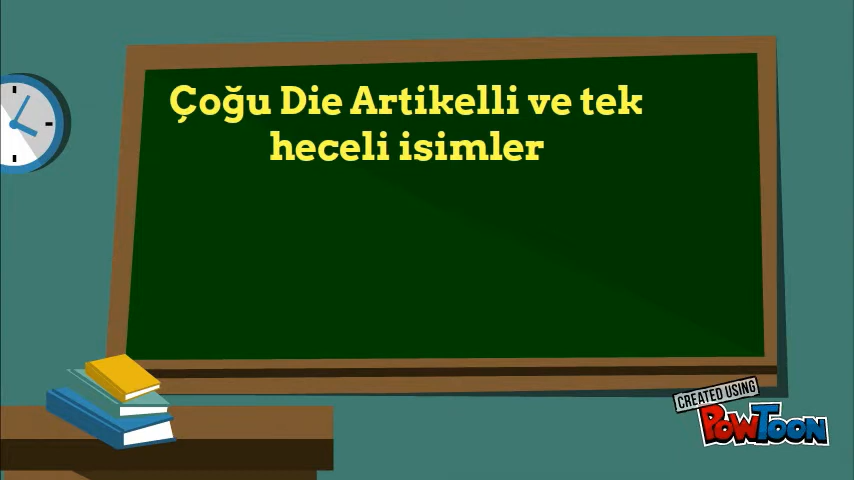 Çoğu Die Artikelli ve tek
heceli isimler
CREATED USING
POWTOON